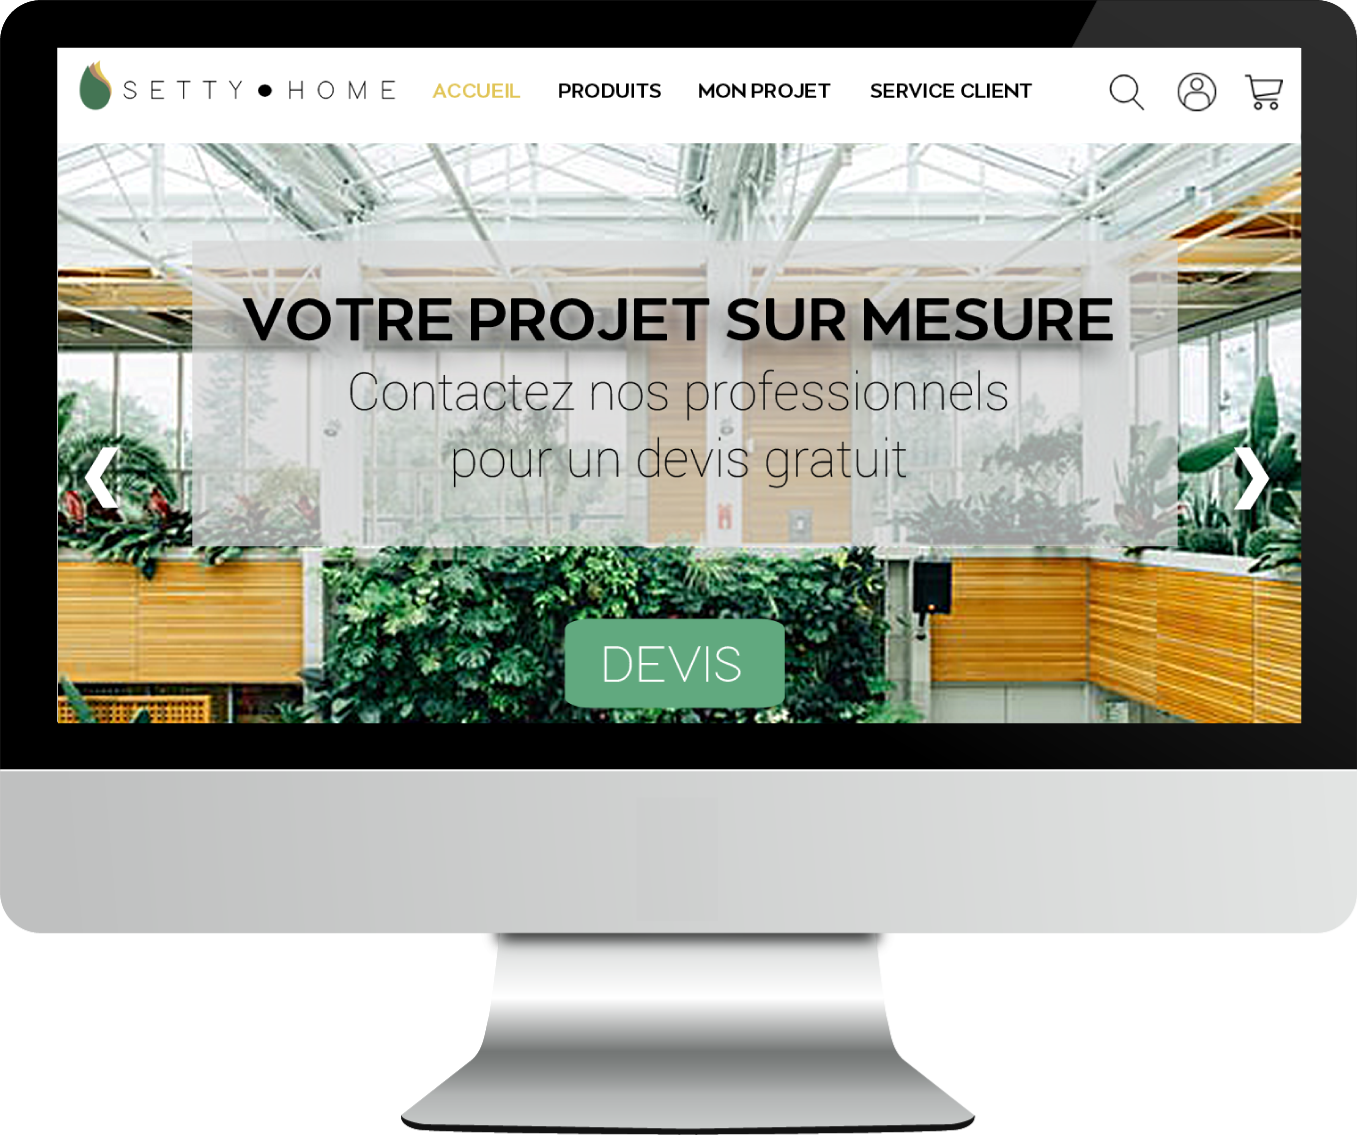 SETTY●HOME ACCUEIL PRODUITS MON PROJET SERVICE CLIENT
VOTRE PROJET SUR MESURE
Contactez nos professionnels
pour un devis gratuit
DEVIS